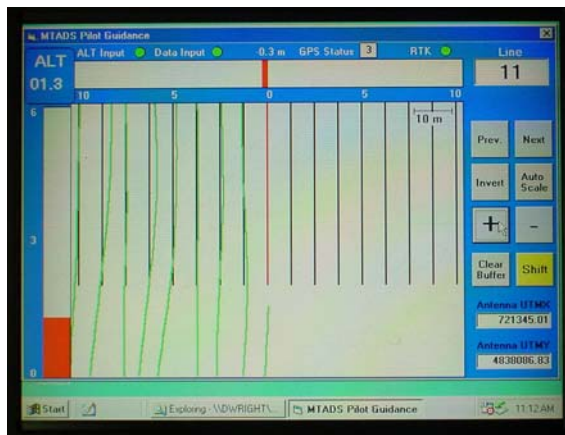 MTADS Pilot Guidance
ALT Input Data Input -0.3 m GPS Status 3 RTK Line
ALT 11
01.3
10 5 0 5 10
6 10 m
Prev. Next
Invert Auto Scale
+ -
3
Clear Buffer Shift
Antenna UTMX
721345.01
Antenna UTMY
4838086.83
0
Start Exploring - \\DWRIGHT\... MTADS Pilot Guidance 11:12 AM